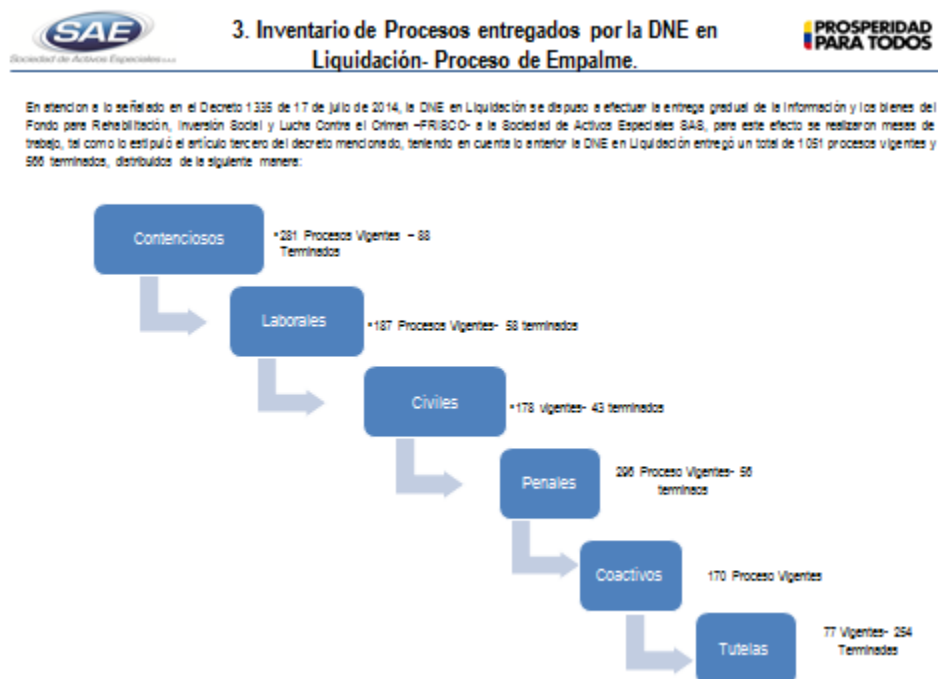 SAE
Sociedad de Activos Especiales S.A.S
3. Inventario de Procesos entregados por la DNE en
Liquidación- Proceso de Empalme.
PROSPERIDAD
PARA TODOS
En atencion a lo señalado en el Decreto 1335 de 17 de julio de 2014, la DNE en Liquidación se dispuso a efectuar la entrega gradual de la información y los bienes del
Fondo para Rehabilitación, Inversión Social y Lucha Contra el Crimen –FRISCO- a la Sociedad de Activos Especiales SAS, para este efecto se realizaron mesas de
trabajo, tal como lo estipuló el artículo tercero del decreto mencionado, teniendo en cuenta lo anterior la DNE en Liquidación entregó un total de 1051 procesos vigentes y
566 terminados, distribuidos de la siguiente manera:
Contenciosos
•281 Procesos Vigentes – 88
Terminados
Laborales
•187 Procesos Vigentes- 58 terminados
Civiles
•178 vigentes- 43 terminados
Penales
296 Proceso Vigentes- 56
terminaos
Coactivos
170 Proceso Vigentes
Tutelas
77 Vigentes- 254
Terminadas